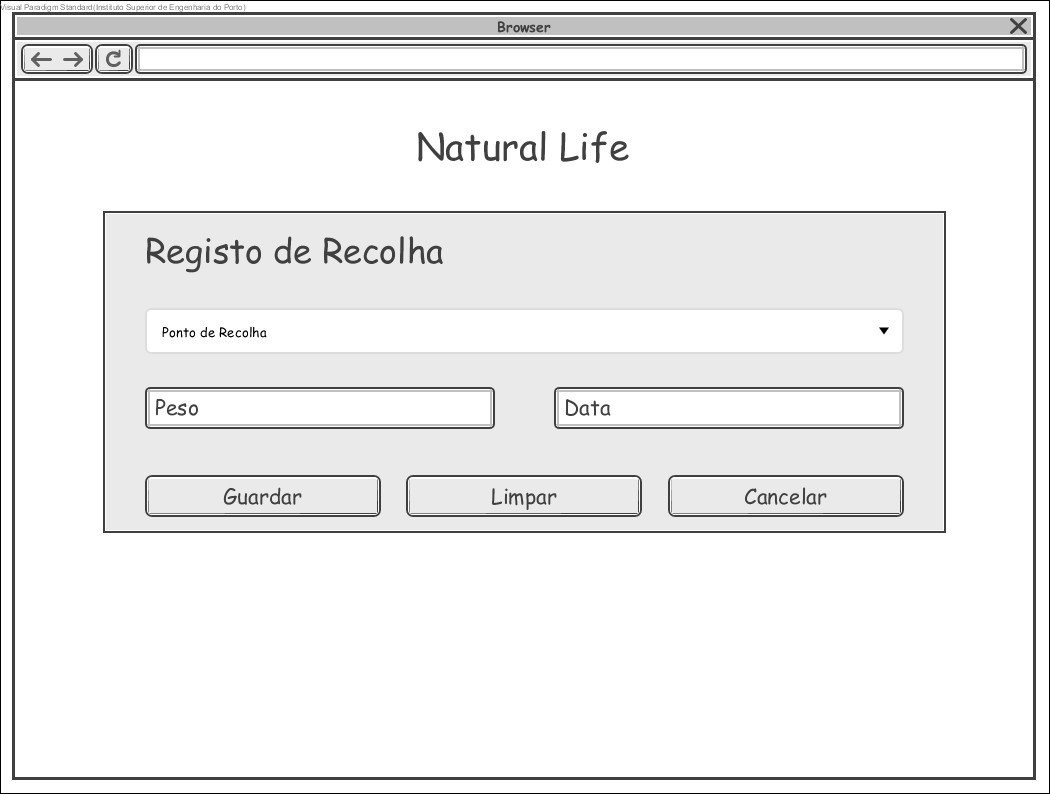 Visual Paradigm Standard(Instituto Superior de Engenharia do Porto)
Browser
Natural Life
Registo de Recolha
Ponto de Recolha
Peso
Data
Guardar
Limpar
Cancelar